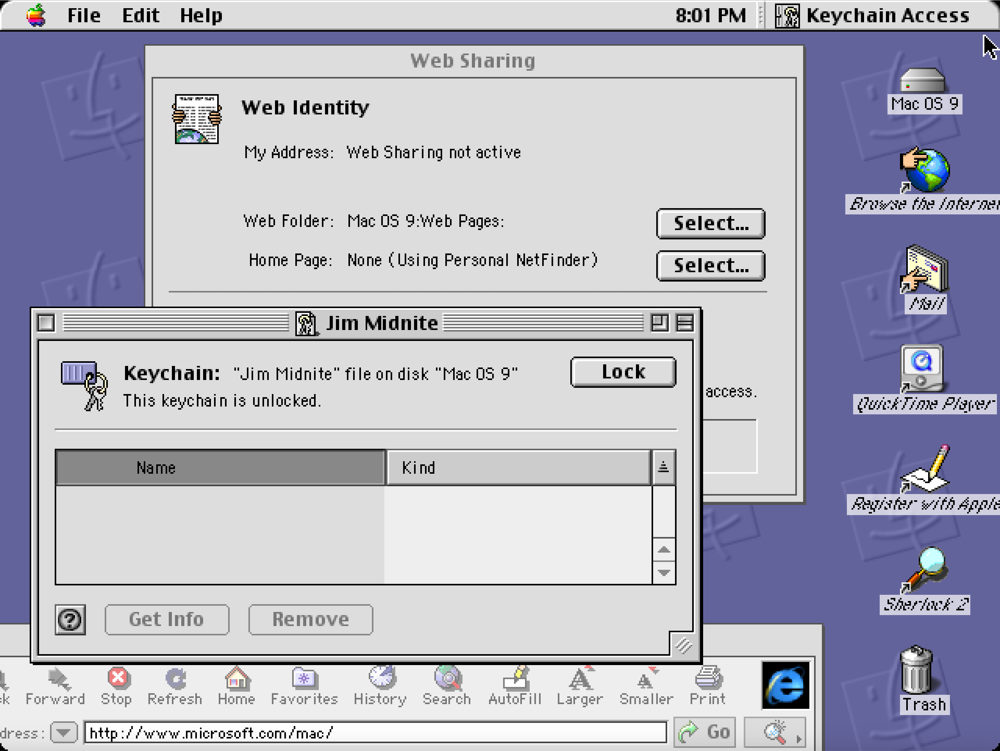 File Edit Help 8:01 PM Keychain Access
Web Sharing
Web Identity
My Address: Web Sharing not active
Web Folder: Mac OS 9:Web Pages:
Select...
Home Page: None (Using Personal NetFinder)
Select...
Jim Midnite
Keychain: "Jim Midnite" file on disk "Mac OS 9"
Lock
This keychain is unlocked.
access.
Name Kind
Get Info Remove
Forward Stop Refresh Home Favorites History Search AutoFill Larger Smaller Print
dress: http://www.microsoft.com/mac/ Go
Mac OS 9
Browse the Internet
Mail
QuickTime Player
Register with Apple
Sherlock 2
Trash